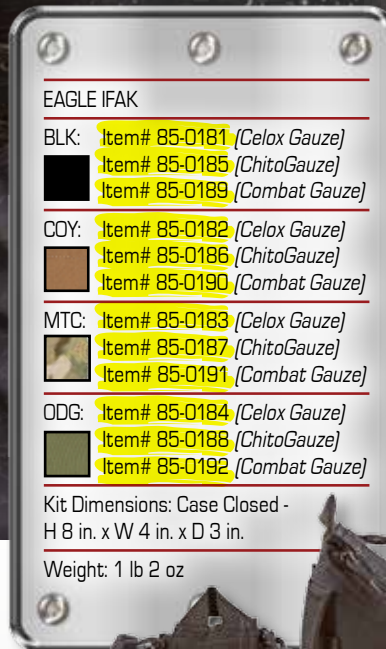 EAGLE IFAK
BLK: Item# 85-0181 (Celox Gauze)
Item# 85-0185 (ChitoGauze)
Item# 85-0189 (Combat Gauze)
COY: Item# 85-0182 (Celox Gauze)
Item# 85-0186 (ChitoGauze)
Item# 85-0190 (Combat Gauze)
MTC: Item# 85-0183 (Celox Gauze)
Item# 85-0187 (ChitoGauze)
Item# 85-0191 (Combat Gauze)
ODG: Item# 85-0184 (Celox Gauze)
Item# 85-0188 (ChitoGauze)
Item# 85-0192 (Combat Gauze)
Kit Dimensions: Case Closed -
H 8 in. x W 4 in. x D 3 in.
Weight: 1 lb 2 oz